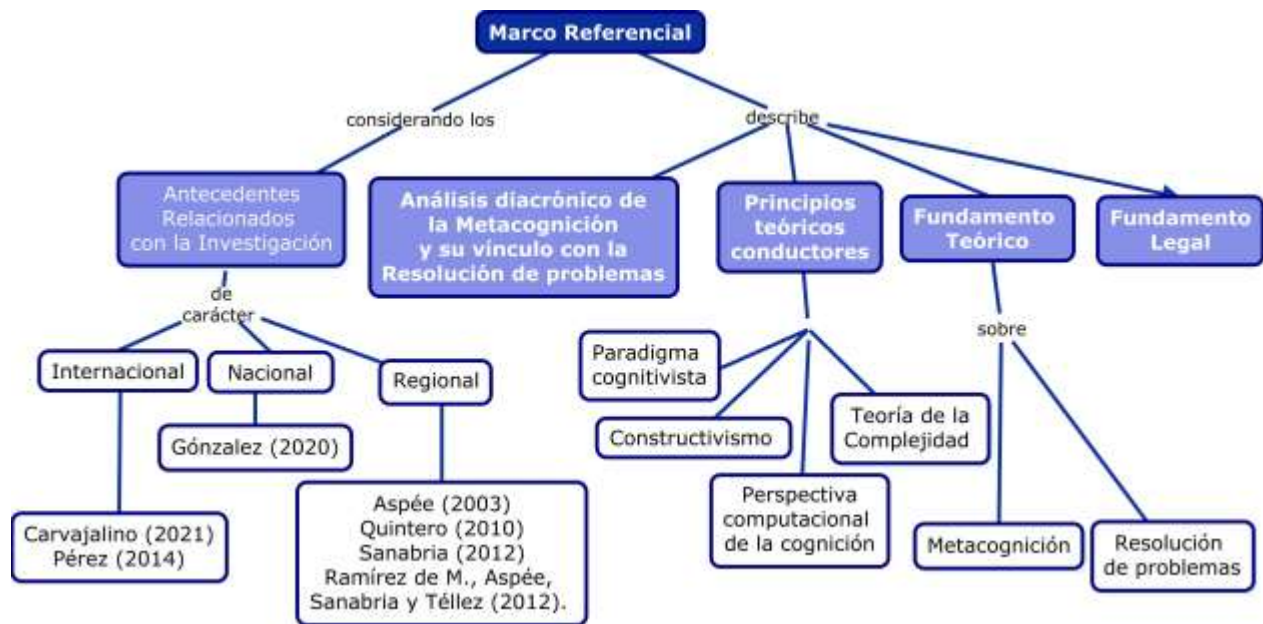 Marco Referencial
considerando los
describe
Antecedentes
Relacionados
con la Investigación
Análisis diacrónico de
la Metacognición
y su vínculo con la
Resolución de problemas
Principios
teóricos
conductores
Fundamento
Teórico
Fundamento
Legal
de
carácter
sobre
Internacional
Nacional
Regional
Paradigma
cognitivista
Constructivismo
Teoría de la
Complejidad
Gónzalez (2020)
Carvajalino (2021)
Pérez (2014)
Aspée (2003)
Quintero (2010)
Sanabria (2012)
Ramírez de M., Aspée,
Sanabria y Téllez (2012).
Perspectiva
computacional
de la cognición
Metacognición
Resolución
de problemas